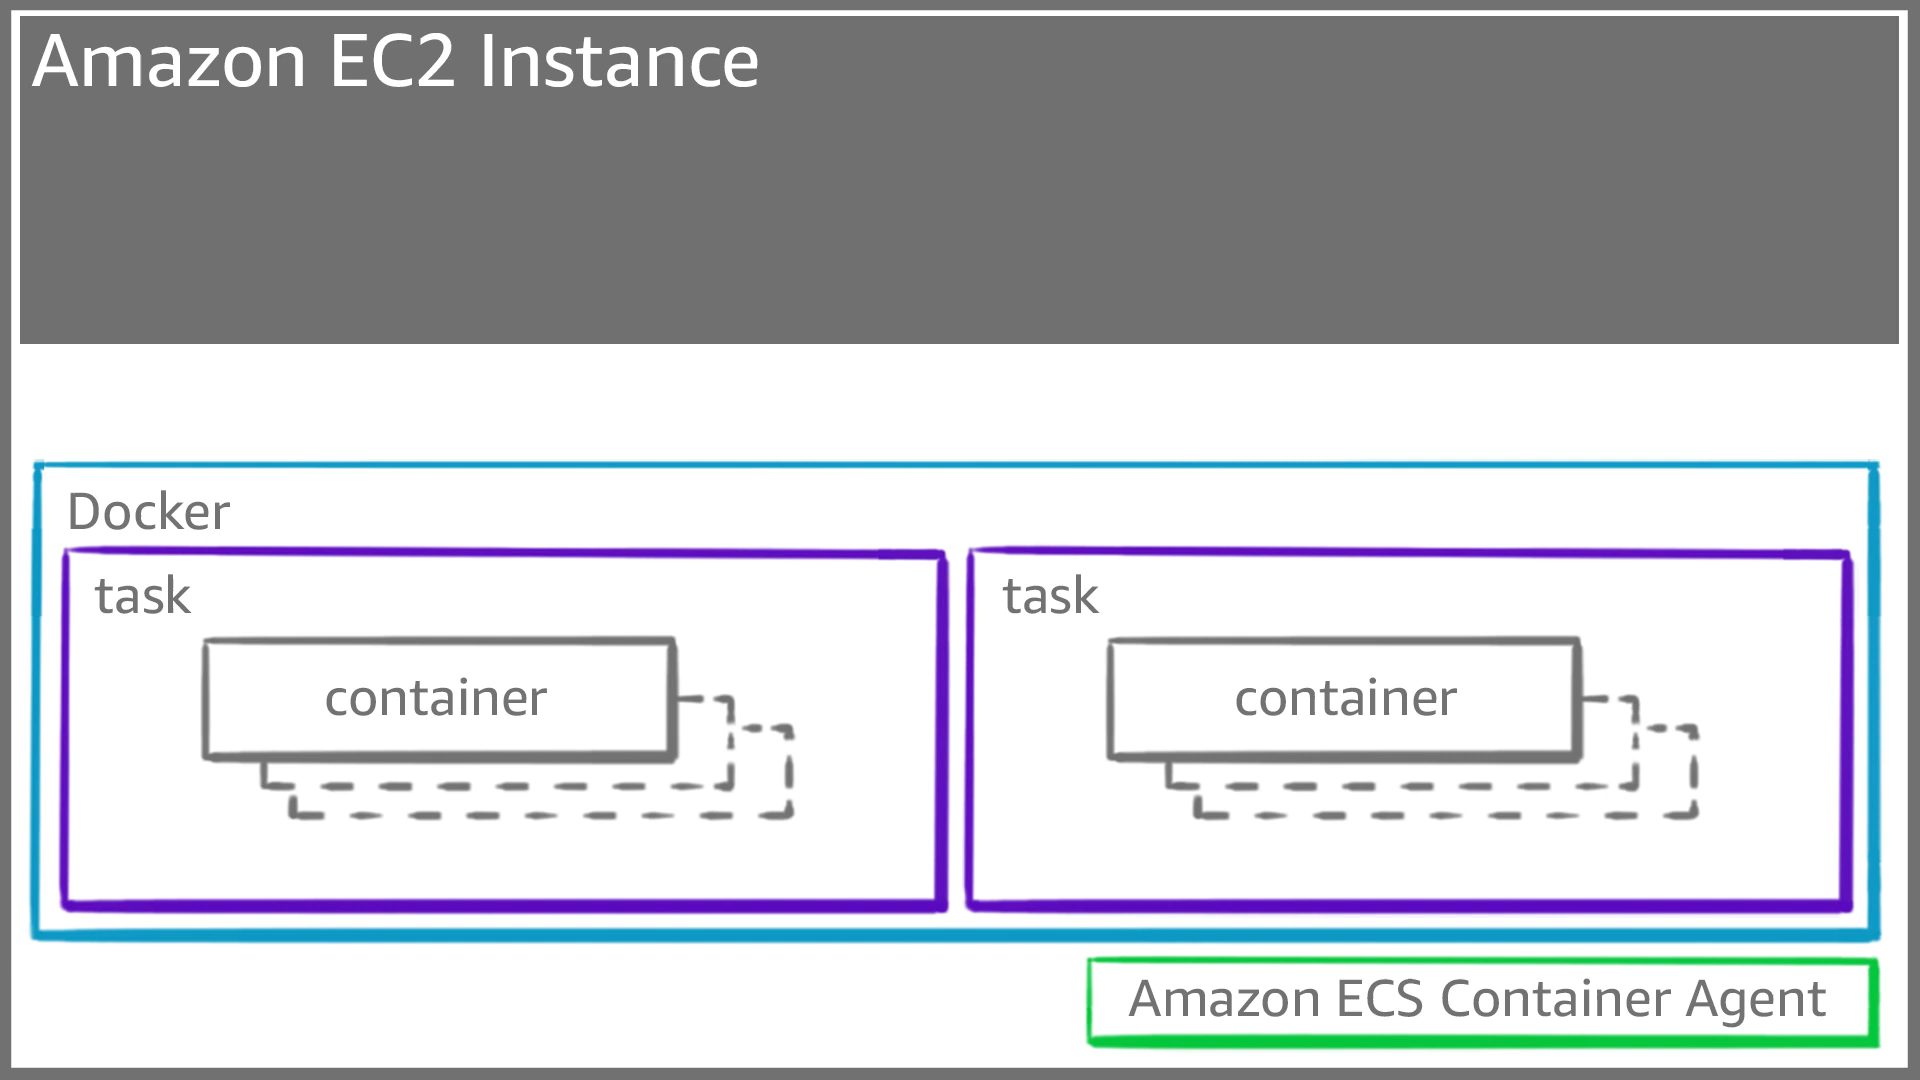 Amazon EC2 Instance
Docker
task
container
task
container
Amazon ECS Container Agent